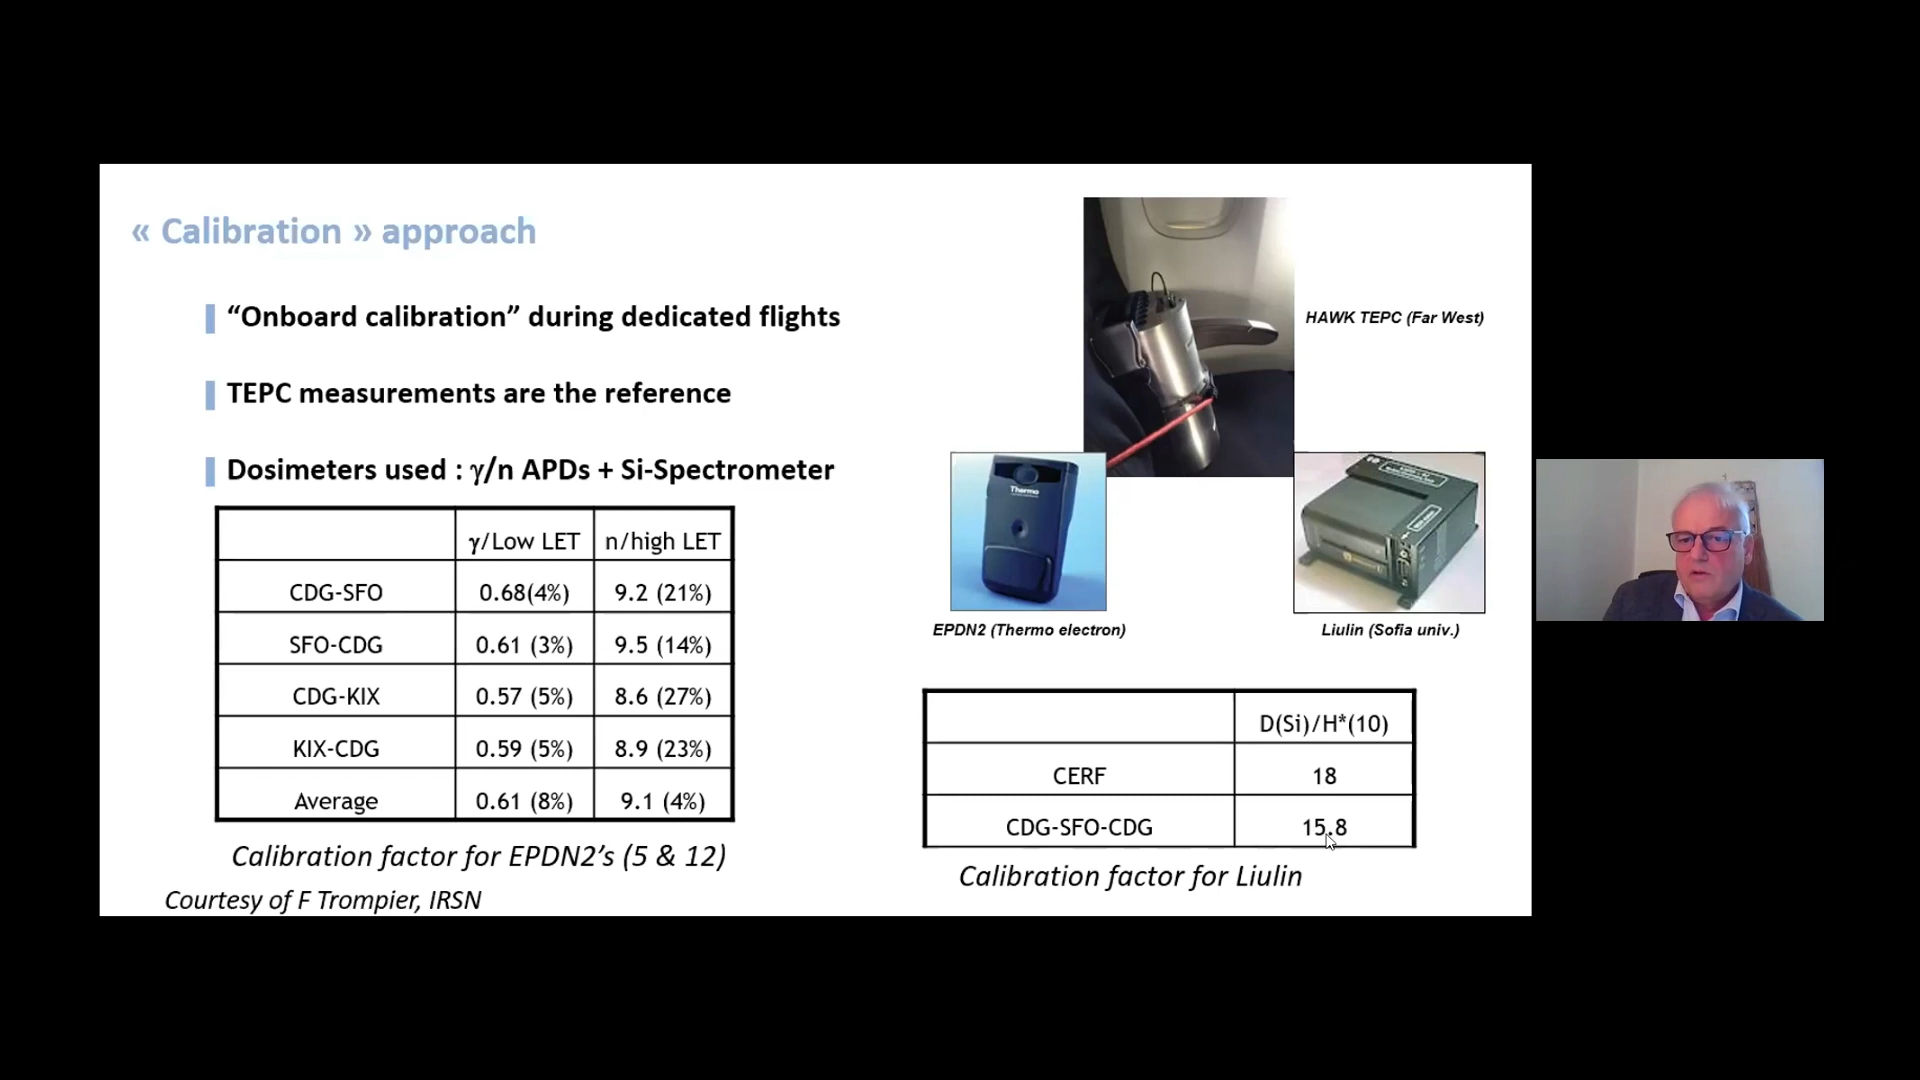 « Calibration » approach
“Onboard calibration” during dedicated flights
TEPC measurements are the reference
Dosimeters used : γ/n APDs + Si-Spectrometer
γ/Low LET n/high LET
CDG-SFO 0.68(4%) 9.2 (21%)
SFO-CDG 0.61 (3%) 9.5 (14%)
CDG-KIX 0.57 (5%) 8.6 (27%)
KIX-CDG 0.59 (5%) 8.9 (23%)
Average 0.61 (8%) 9.1 (4%)
Calibration factor for EPDN2’s (5 & 12)
Courtesy of F Trompier, IRSN
HAWK TEPC (Far West)
Thermo
EPDN2 (Thermo electron)
Liulin (Sofia univ.)
D(Si)/H*(10)
CERF 18
CDG-SFO-CDG 15.8
Calibration factor for Liulin